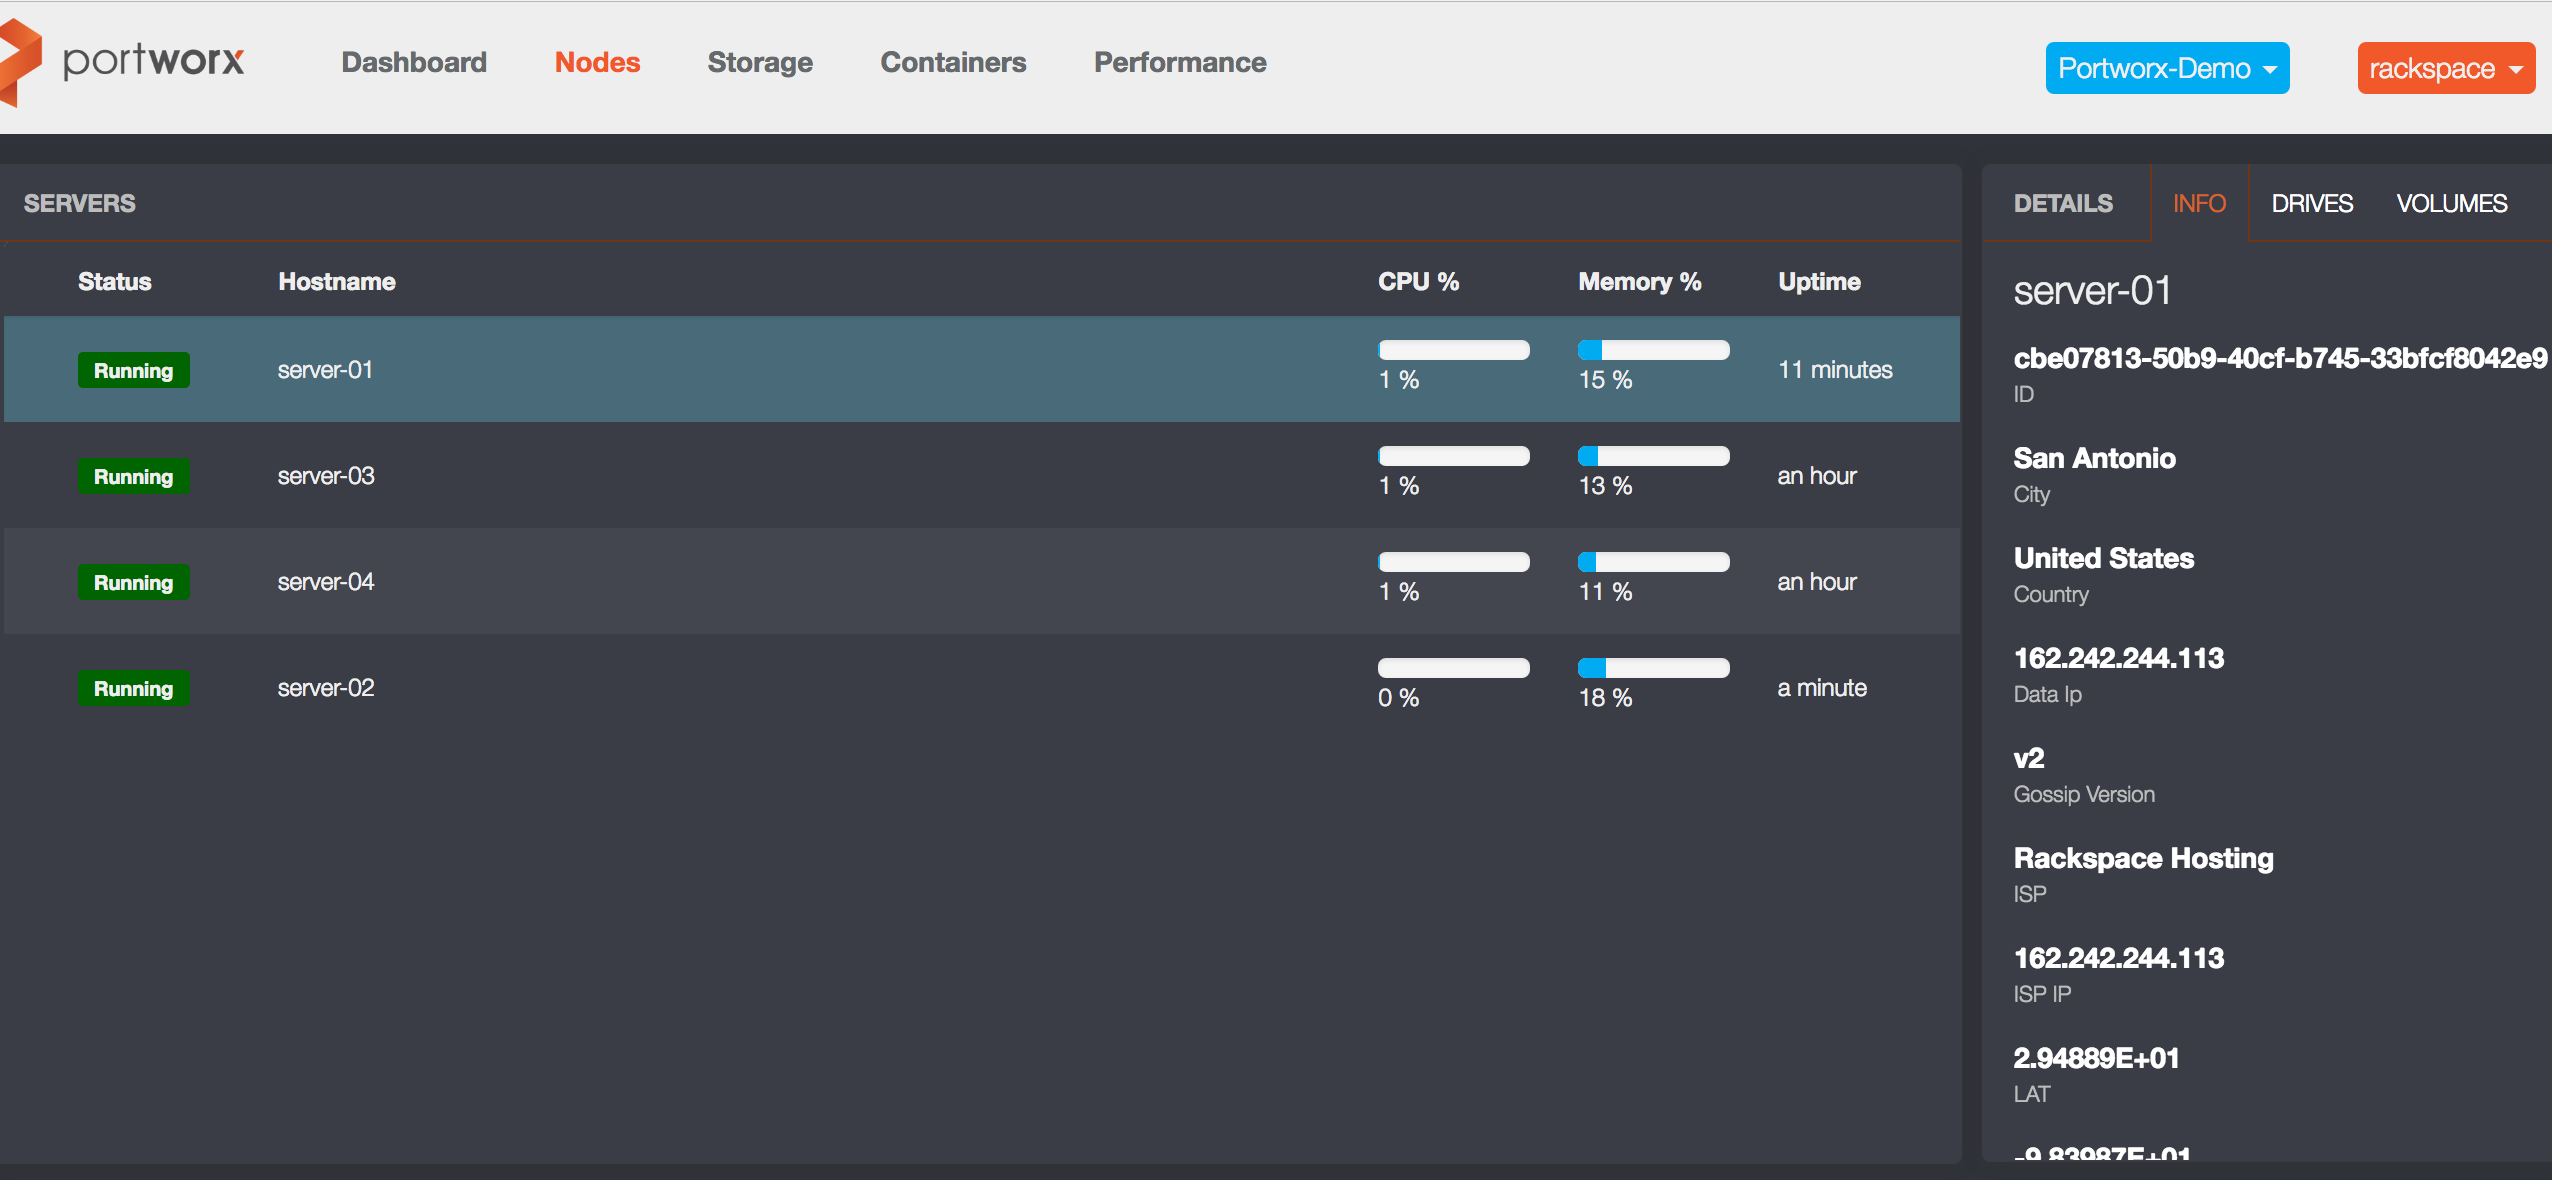 portworx Dashboard Nodes Storage Containers Performance Portworx-Demo rackspace
SERVERS
Status Hostname CPU % Memory % Uptime
Running server-01 1 % 15 % 11 minutes
Running server-03 1 % 13 % an hour
Running server-04 1 % 11 % an hour
Running server-02 0 % 18 % a minute
DETAILS INFO DRIVES VOLUMES
server-01
cbe07813-50b9-40cf-b745-33bfcf8042e9
ID
San Antonio
City
United States
Country
162.242.244.113
Data Ip
v2
Gossip Version
Rackspace Hosting
ISP
162.242.244.113
ISP IP
2.94889E+01
LAT
-9.83987E+01